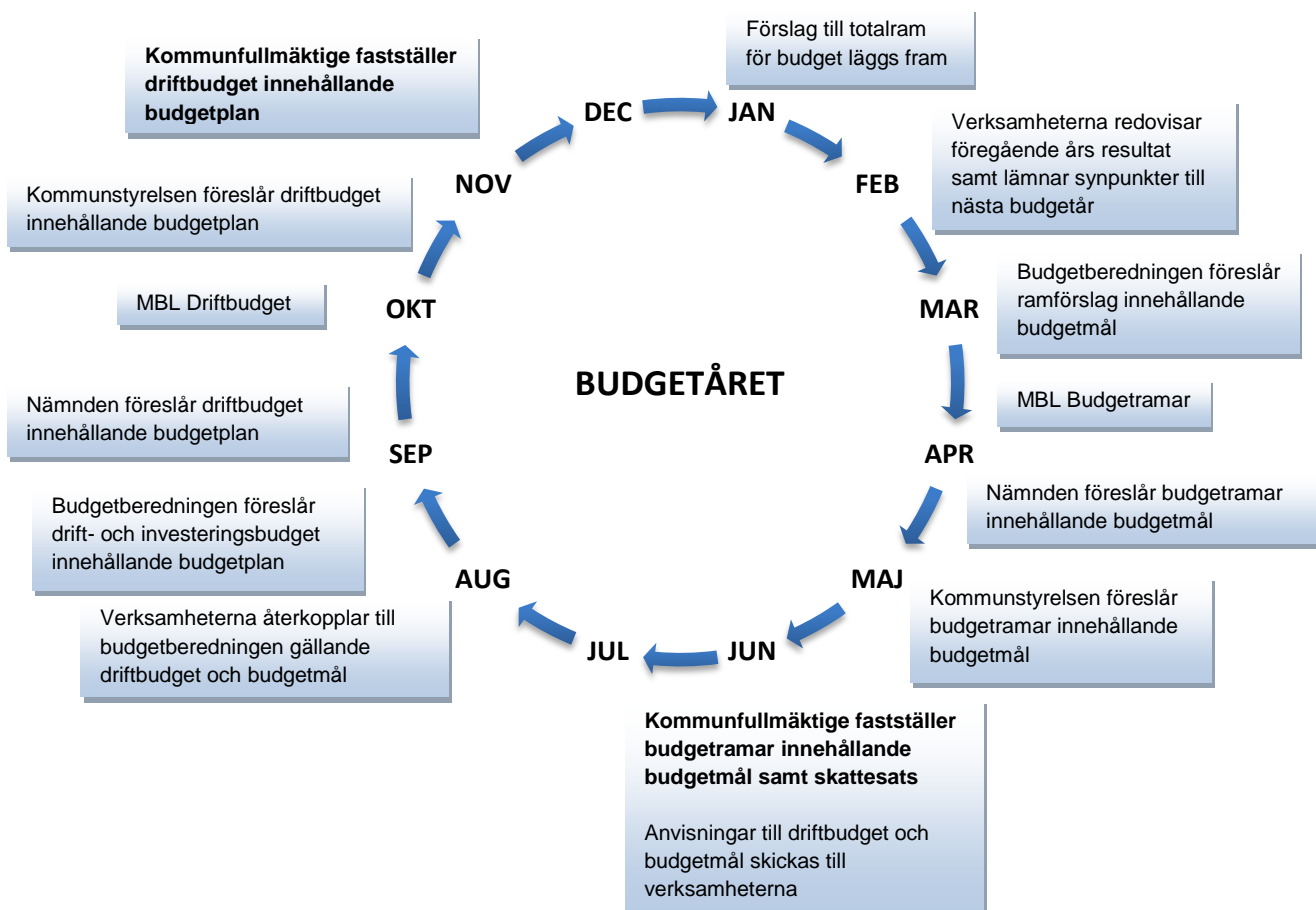 BUDGETÅRET
JAN
Förslag till totalram
för budget läggs fram
FEB
Verksamheterna redovisar
föregående års resultat
samt lämnar synpunkter till
nästa budgetår
MAR
Budgetberedningen föreslår
ramförslag innehållande
budgetmål
MBL Budgetramar
APR
Nämnden föreslår budgetramar
innehållande budgetmål
MAJ
Kommunstyrelsen föreslår
budgetramar innehållande
budgetmål
JUN
Kommunfullmäktige fastställer
budgetramar innehållande
budgetmål samt skattesats
Anvisningar till driftbudget och
budgetmål skickas till
verksamheterna
JUL
AUG
Verksamheterna återkopplar till
budgetberedningen gällande
driftbudget och budgetmål
Budgetberedningen föreslår
drift- och investeringsbudget
innehållande budgetplan
SEP
Nämnden föreslår driftbudget
innehållande budgetplan
OKT
MBL Driftbudget
Kommunstyrelsen föreslår driftbudget
innehållande budgetplan
NOV
Kommunfullmäktige fastställer
driftbudget innehållande
budgetplan
DEC